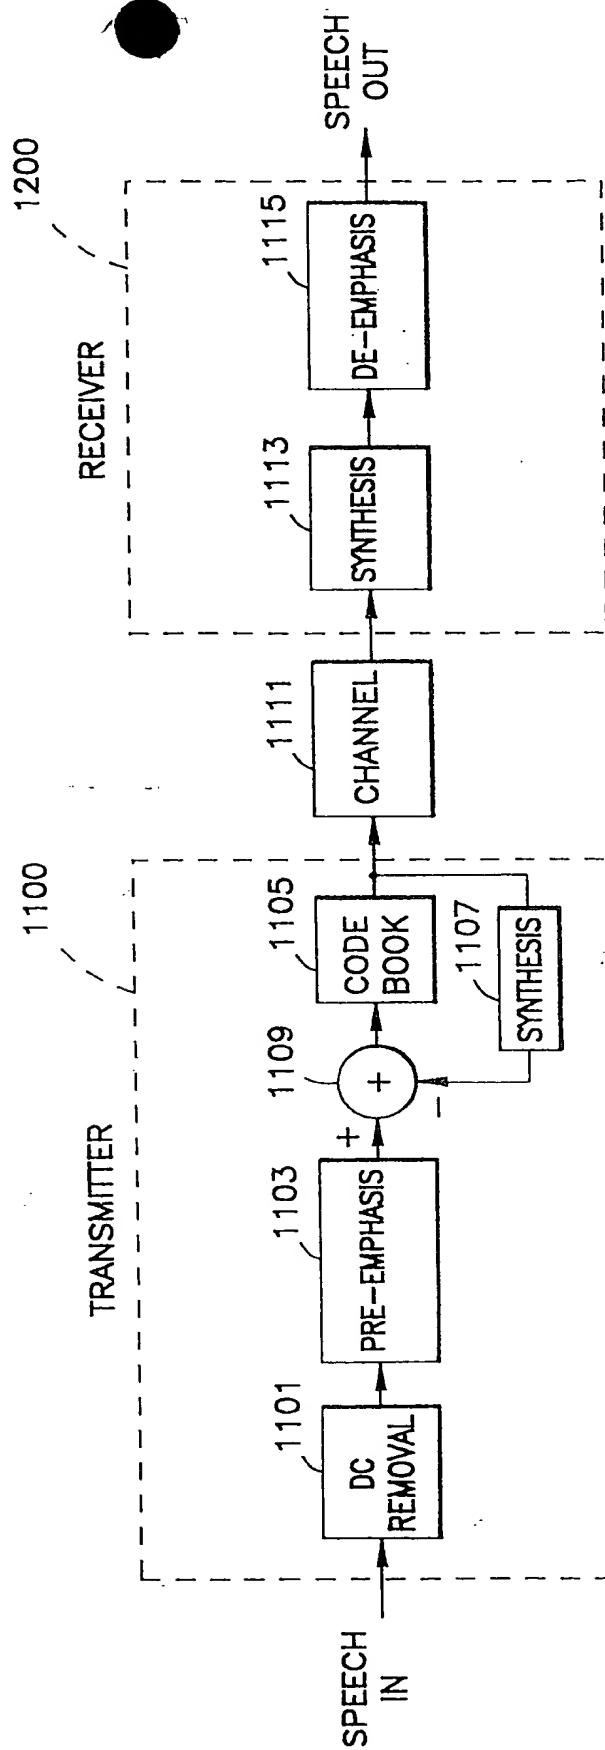 TRANSMITTER
1100
RECEIVER
1200
SPEECH
IN
1101
DC
REMOVAL
1103
PRE-EMPHASIS
+
1109
+
-
1105
CODE
BOOK
1107
SYNTHESIS
1111
CHANNEL
1113
SYNTHESIS
1115
DE-EMPHASIS
SPEECH
OUT